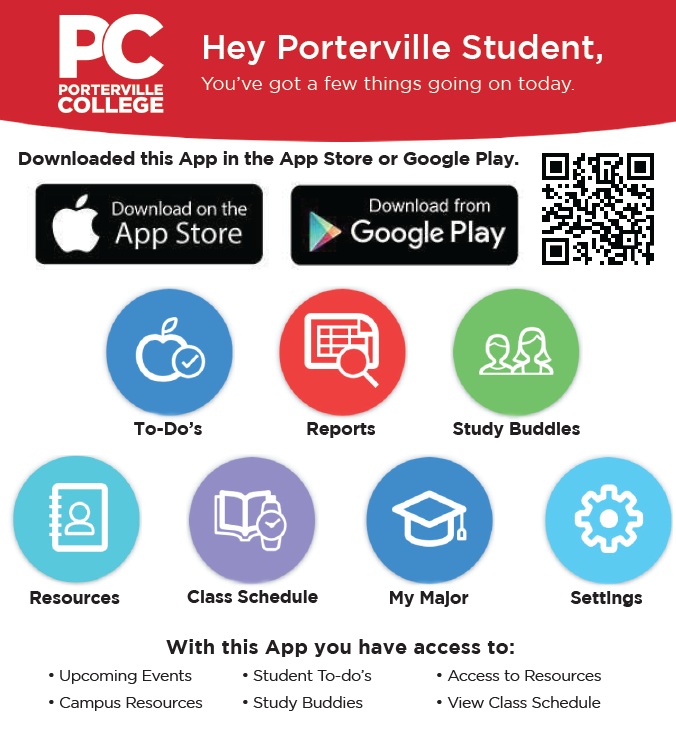 PC
PORTERVILLE
COLLEGE
Hey Porterville Student,
You've got a few things going on today.
Downloaded this App in the App Store or Google Play.
Download on the
App Store
Download from
Google Play
To-Do's
Reports
Study Buddies
Resources
Class Schedule
My Major
Settings
With this App you have access to:
• Upcoming Events
• Student To-do's
• Access to Resources
• Campus Resources
• Study Buddies
• View Class Schedule